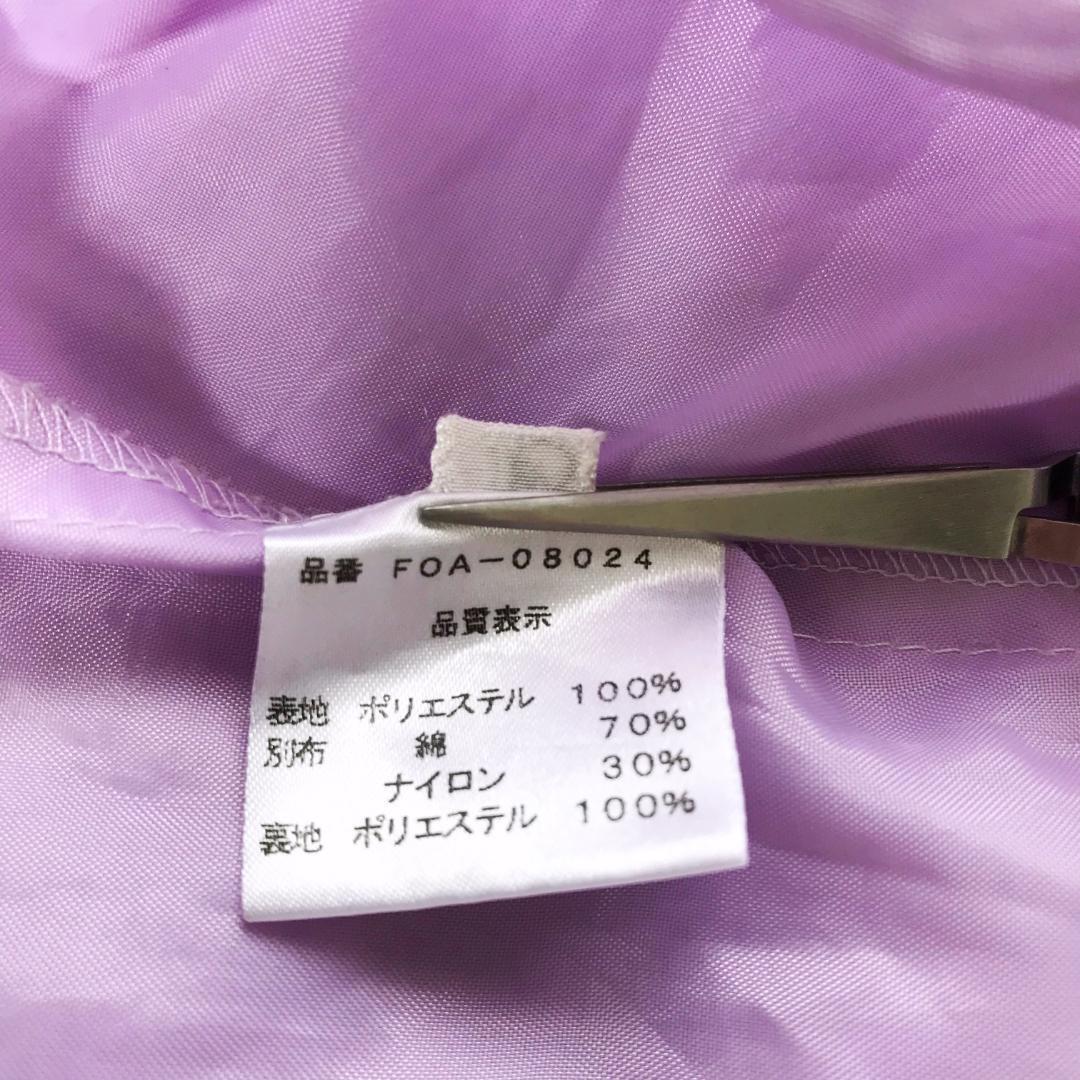 品番 FOA-08024
品質表示
表地 ポリエステル 100%
別布 綿 70%
ナイロン 30%
裏地 ポリエステル 100%